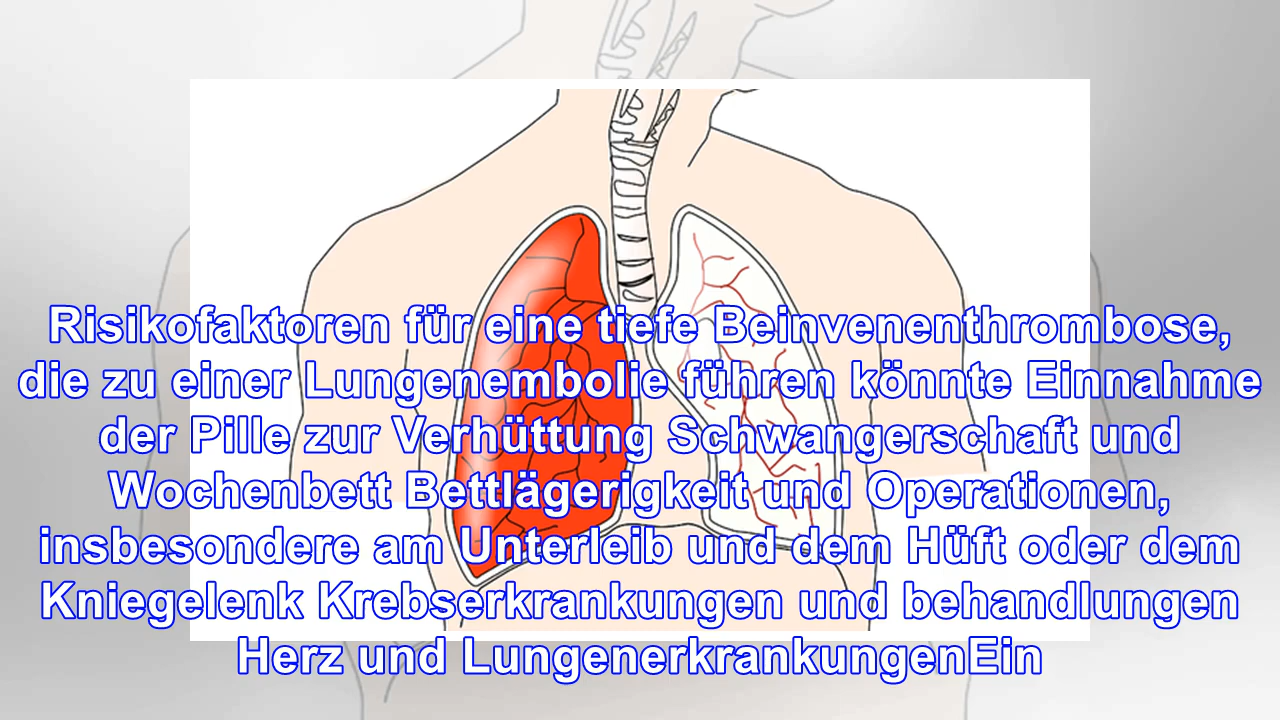 Risikofaktoren für eine tiefe Beinvenenthrombose,
die zu einer Lungenembolie führen könnte Einnahme
der Pille zur Verhüttung Schwangerschaft und
Wochenbett Bettlägerigkeit und Operationen,
insbesondere am Unterleib und dem Hüft oder dem
Kniegelenk Krebserkrankungen und behandlungen
Herz und LungenerkrankungenEin